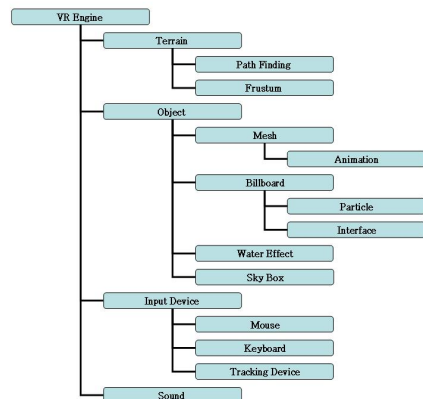 VR Engine
Terrain
Path Finding
Frustum
Object
Mesh
Animation
Billboard
Particle
Interface
Water Effect
Sky Box
Input Device
Mouse
Keyboard
Tracking Device
Sound